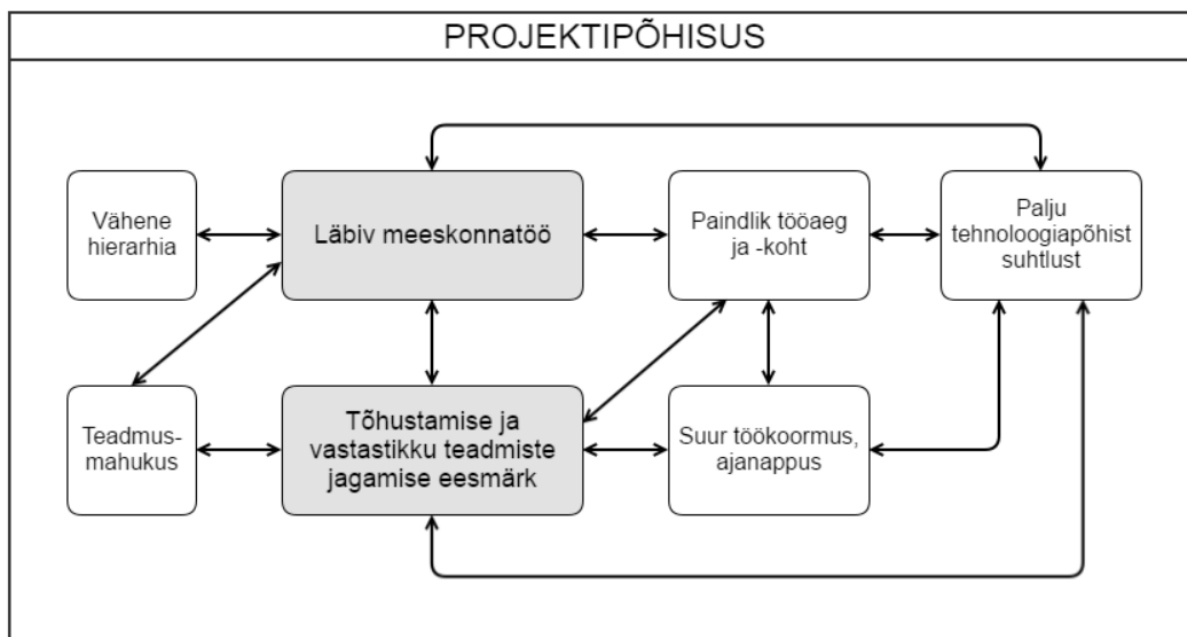 PROJEKTIPÕHISUS
Vähene
hierarhia
Läbiv meeskonnatöö
Paindlik tööaeg
ja -koht
Palju
tehnoloogiapõhist
suhtlust
Teadmus-
mahukus
Tõhustamise ja
vastastikku teadmiste
jagamise eesmärk
Suur töökoormus,
ajanappus